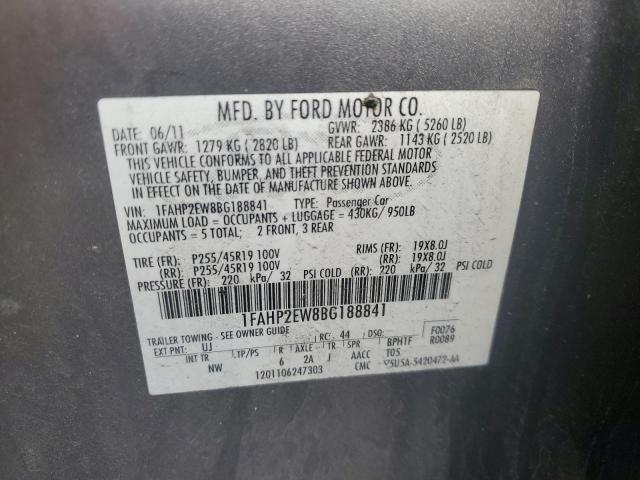 MFD. BY FORD MOTOR CO.
DATE: 06/11 GVWR: 2386 KG ( 5260 LB)
FRONT GAWR: 1279 KG ( 2820 LB) REAR GAWR: 1143 KG ( 2520 LB)
THIS VEHICLE CONFORMS TO ALL APPLICABLE FEDERAL MOTOR
VEHICLE SAFETY, BUMPER, AND THEFT PREVENTION STANDARDS
IN EFFECT ON THE DATE OF MANUFACTURE SHOWN ABOVE.
VIN: 1FAHP2EW8BG188841 TYPE: Passenger Car
MAXIMUM LOAD = OCCUPANTS + LUGGAGE = 430KG/ 950LB
OCCUPANTS = 5 TOTAL: 2 FRONT, 3 REAR
TIRE (FR): P255/45R19 100V RIMS (FR): 19X8.0J
(RR): P255/45R19 100V (RR): 19X8.0J
PRESSURE (FR): 220 kPa/ 32 PSI COLD (RR): 220 kPa/ 32 PSI COLD
1FAHP2EW8BG188841
TRAILER TOWING - SEE OWNER GUIDE F0076
EXT PNT: UJ RC: 44 DSO: R0089
INT TR TP/PS R AXLE TR SPR BPHTF
NW 6 2A J AACC T05
1201106247303 CMC 5U5A-5420472-AA